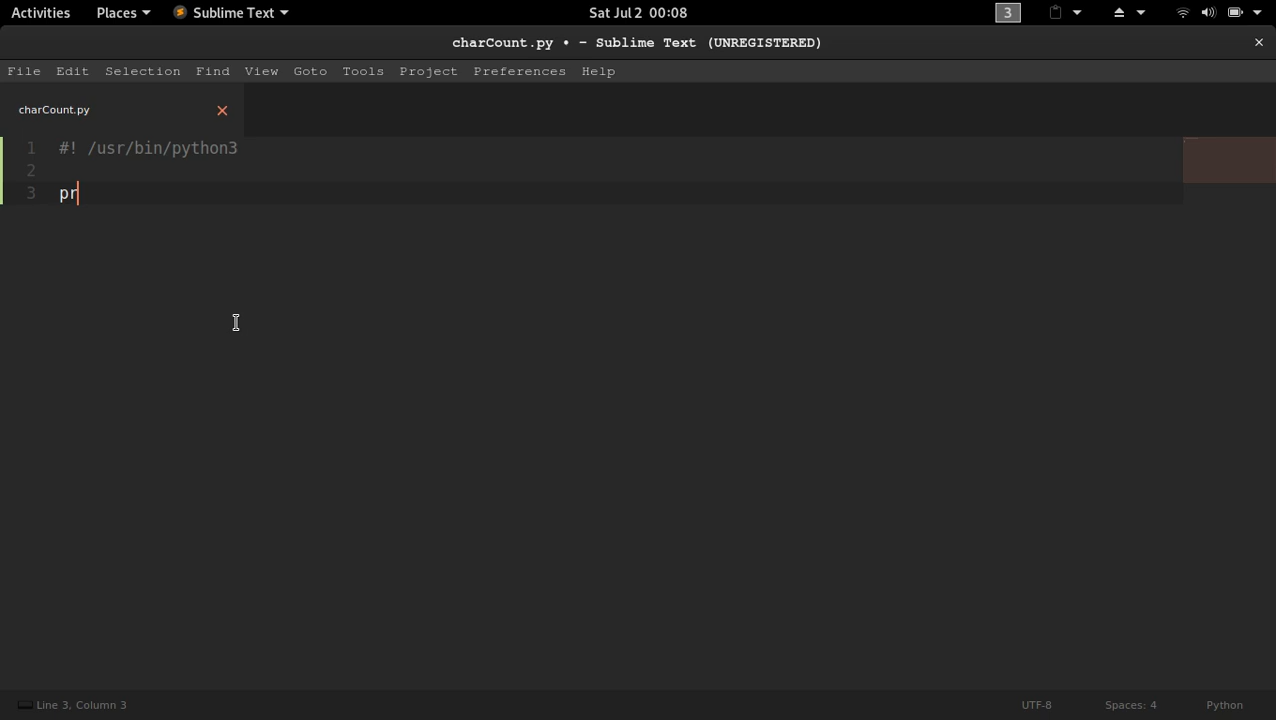 Activities Places Sublime Text Sat Jul 2 00:08 3
charCount.py • - Sublime Text (UNREGISTERED) ×
File Edit Selection Find View Goto Tools Project Preferences Help
charCount.py
1 #! /usr/bin/python3
2
3 pr
Line 3, Column 3 UTF-8 Spaces: 4 Python